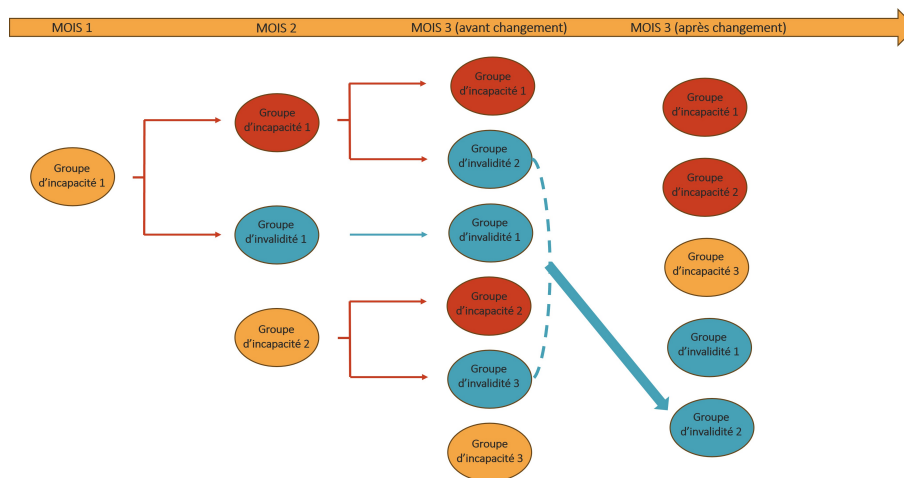 MOIS 1
MOIS 2
MOIS 3 (avant changement)
MOIS 3 (après changement)
Groupe
d'incapacité 1
Groupe
d'incapacité 1
Groupe
d'invalidité 1
Groupe
d'incapacité 2
Groupe
d'incapacité 1
Groupe
d'invalidité 2
Groupe
d'invalidité 1
Groupe
d'incapacité 2
Groupe
d'invalidité 3
Groupe
d'incapacité 3
Groupe
d'incapacité 1
Groupe
d'incapacité 2
Groupe
d'incapacité 3
Groupe
d'invalidité 1
Groupe
d'invalidité 2